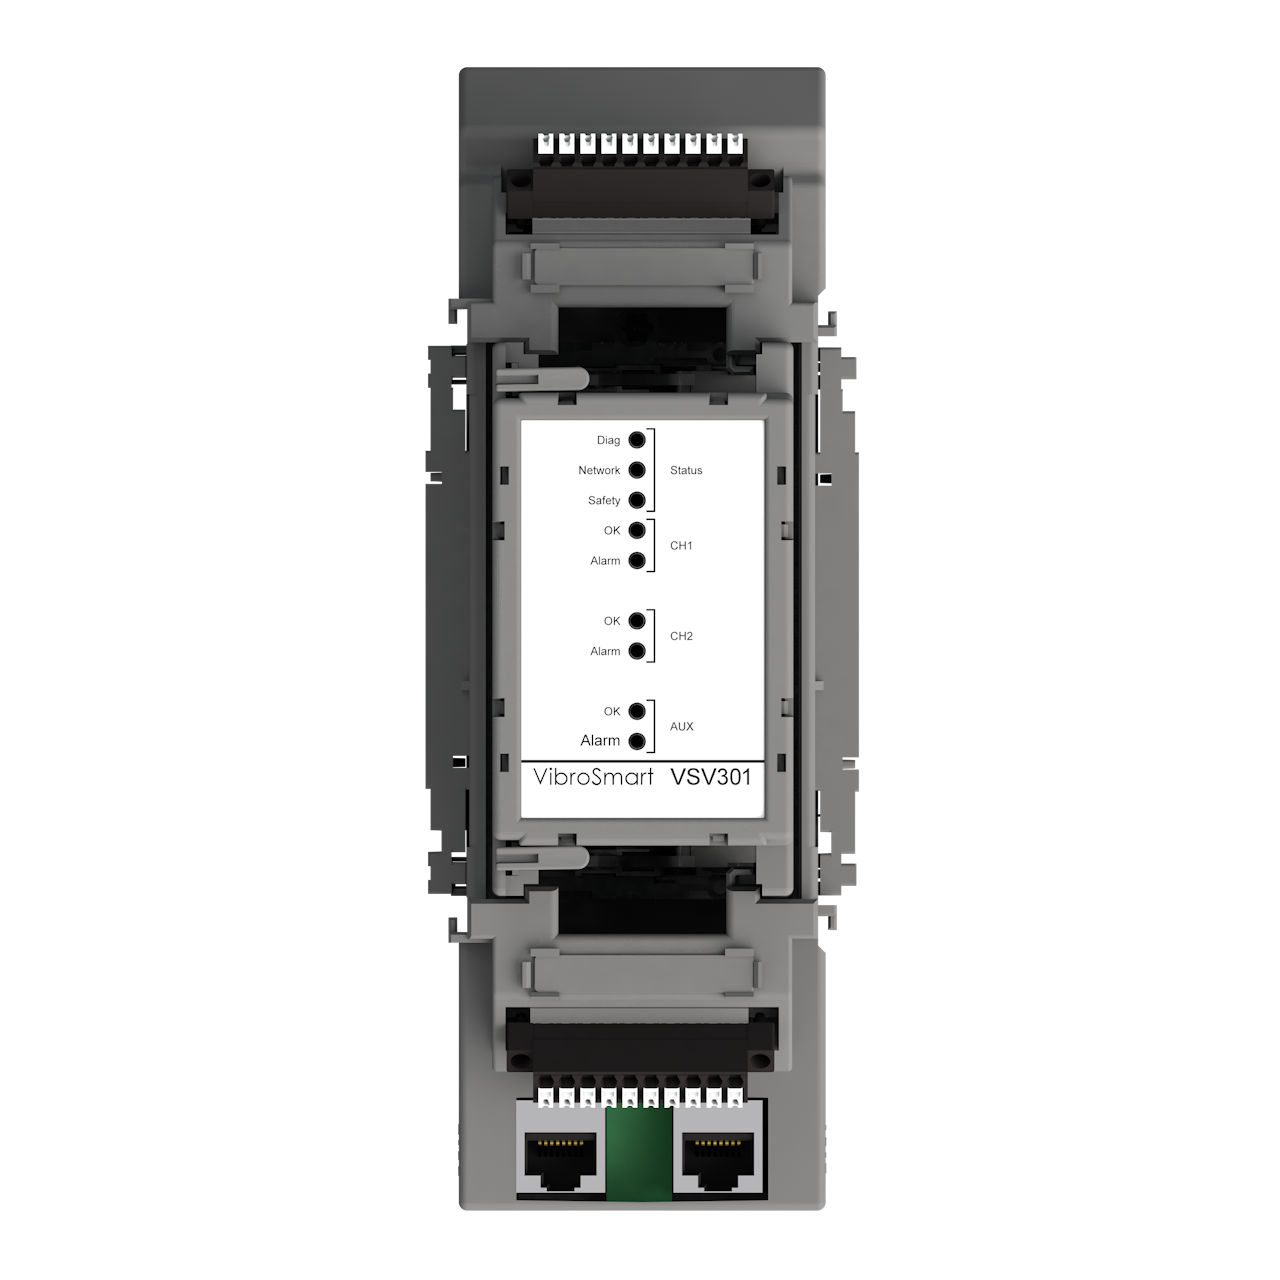 Diag
Network Status
Safety
OK
CH1
Alarm
OK
CH2
Alarm
OK
AUX
Alarm
VibroSmart VSV301